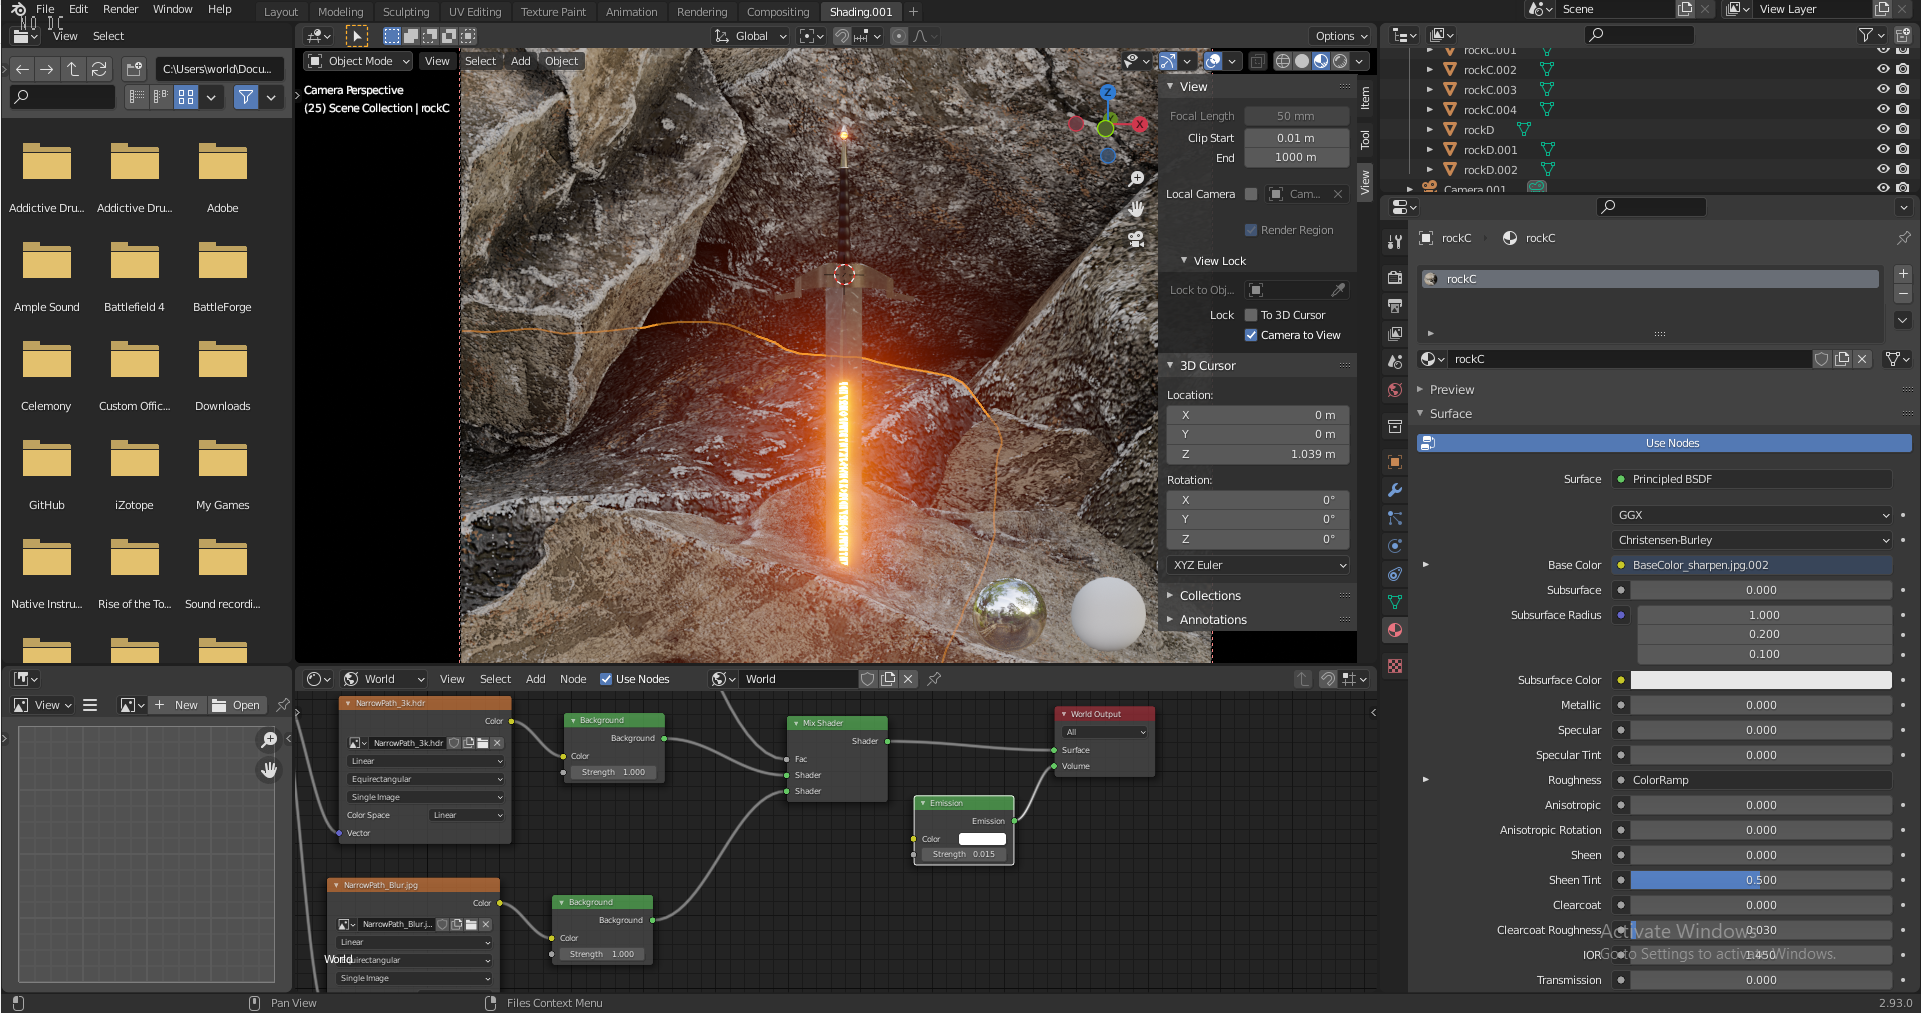 File Edit Render Window Help Layout Modeling Sculpting UV Editing Texture Paint Animation Rendering Compositing Shading.001 + Scene View Layer
NO DC
View Select Global Options
C:\Users\world\Docu...
Addictive Dru... Addictive Dru... Adobe
Ample Sound Battlefield 4 BattleForge
Celemony Custom Offic... Downloads
GitHub iZotope My Games
Native Instru... Rise of the To... Sound recordi...
Object Mode View Select Add Object
Camera Perspective
(25) Scene Collection | rockC
Z
X
View
Focal Length 50 mm
Clip Start 0.01 m
End 1000 m
Local Camera Cam...
Render Region
View Lock
Lock to Obj...
Lock To 3D Cursor
Camera to View
3D Cursor
Location:
X 0 m
Y 0 m
Z 1.039 m
Rotation:
X 0°
Y 0°
Z 0°
XYZ Euler
Collections
Annotations
Item
Tool
View
rockC.001
rockC.002
rockC.003
rockC.004
rockD
rockD.001
rockD.002
Camera.001
rockC rockC
rockC
rockC
Preview
Surface
Use Nodes
Surface Principled BSDF
GGX
Christensen-Burley
Base Color BaseColor_sharpen.jpg.002
Subsurface 0.000
Subsurface Radius 1.000
0.200
0.100
Subsurface Color
Metallic 0.000
Specular 0.000
Specular Tint 0.000
Roughness ColorRamp
Anisotropic 0.000
Anisotropic Rotation 0.000
Sheen 0.000
Sheen Tint 0.500
Clearcoat 0.000
Clearcoat Roughness 0.030
IOR 1.450
Transmission 0.000
Activate Windows
Go to Settings to activate Windows.
View New Open
World View Select Add Node Use Nodes World
NarrowPath_3k.hdr
Color
NarrowPath_3k.hdr
Linear
Equirectangular
Single Image
Color Space Linear
Vector
Background
Background
Color
Strength 1.000
Mix Shader
Shader
Fac
Shader
Shader
World Output
All
Surface
Volume
Emission
Emission
Color
Strength 0.015
NarrowPath_Blur.jpg
Color
NarrowPath_Blur.j...
Linear
World
Single Image
Background
Background
Color
Strength 1.000
Pan View Files Context Menu 2.93.0